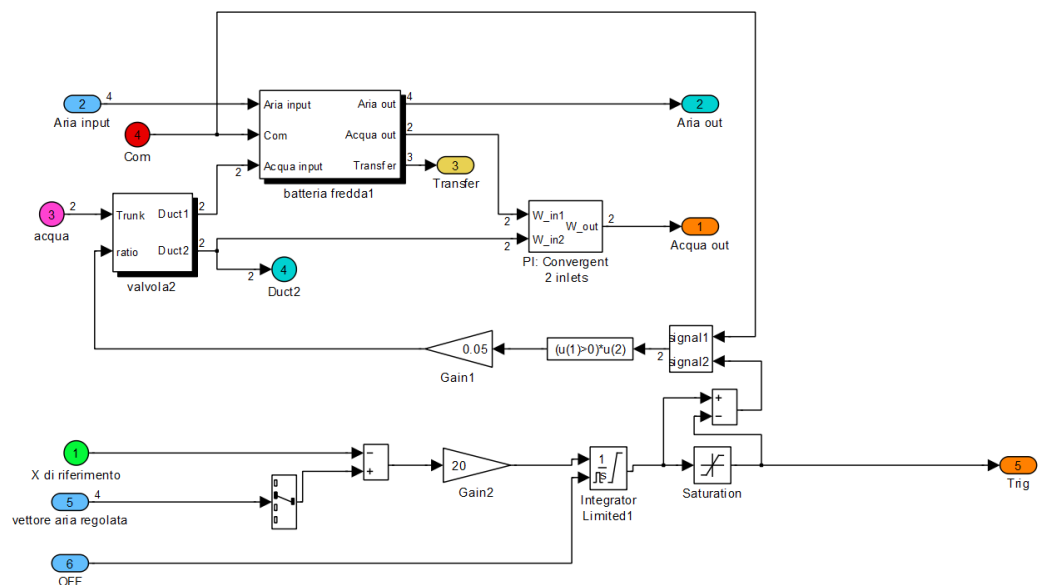 2
4
Aria input
4
Com
Aria input
Aria out
4
Com
Acqua out
2
Acqua input
Transfer
3
2
batteria fredda1
2
Aria out
3
Transfer
3
2
acqua
Trunk
Duct1
2
ratio
Duct2
2
valvola2
2
4
Duct2
2
W_in1
W_out
2
2
W_in2
PI: Convergent
2 inlets
1
Acqua out
0.05
Gain1
(u(1)>0)*u(2)
2
signal1
signal2
+
−
1
X di riferimento
−
+
20
Gain2
1
s
Integrator
Limited1
Saturation
5
Trig
5
4
vettore aria regolata
6
OFF